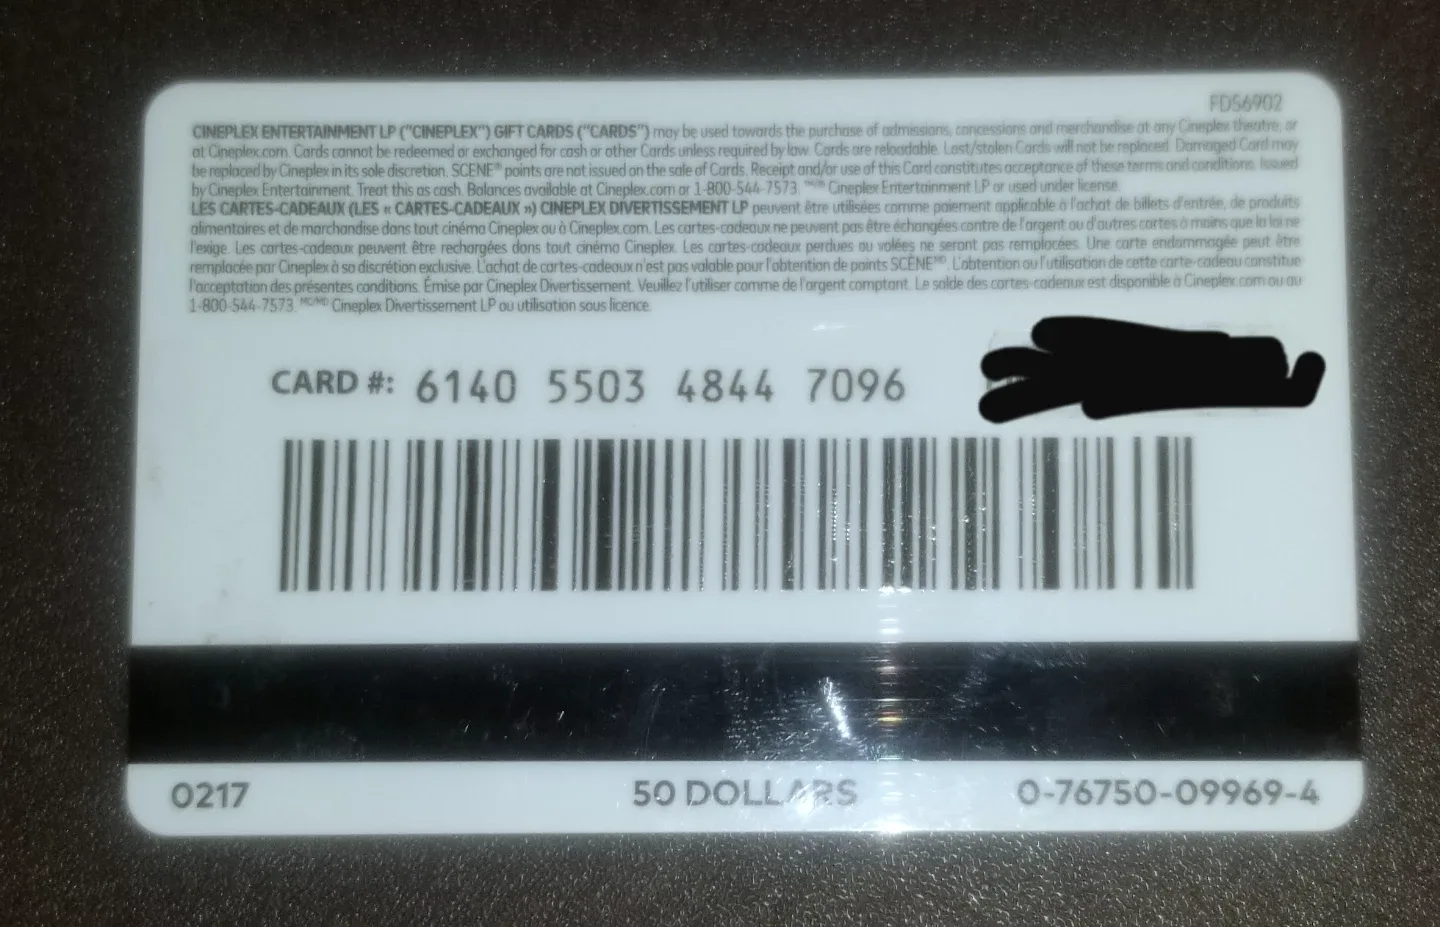 FD56902
CINEPLEX ENTERTAINMENT LP ("CINEPLEX") GIFT CARDS ("CARDS") may be used towards the purchase of admissions, concessions and merchandise at any Cineplex theatre, or
at Cineplex.com. Cards cannot be redeemed or exchanged for cash or other Cards unless required by law. Cards are reloadable. Lost/stolen Cards will not be replaced. Damaged Card may
be replaced by Cineplex in its sole discretion. SCENE® points are not issued on the sale of Cards. Receipt and/or use of this Card constitutes acceptance of these terms and conditions. Issued
by Cineplex Entertainment. Treat this as cash. Balances available at Cineplex.com or 1-800-544-7573. Cineplex Entertainment LP or used under license.
LES CARTES-CADEAUX (LES « CARTES-CADEAUX ») CINEPLEX DIVERTISSEMENT LP peuvent être utilisées comme paiement applicable à l'achat de billets d'entrée, de produits
alimentaires et de marchandise dans tout cinéma Cineplex ou à Cineplex.com. Les cartes-cadeaux ne peuvent pas être échangées contre de l'argent ou d'autres cartes à moins que la loi ne
l'exige. Les cartes-cadeaux peuvent être rechargées dans tout cinéma Cineplex. Les cartes-cadeaux perdues ou volées ne seront pas remplacées. Une carte endommagée peut être
remplacée par Cineplex à sa discrétion exclusive. L'achat de cartes-cadeaux n'est pas valable pour l'obtention de points SCÈNE MD. L'obtention ou l'utilisation de cette carte-cadeau constitue
l'acceptation des présentes conditions. Émise par Cineplex Divertissement. Veuillez l'utiliser comme de l'argent comptant. Le solde des cartes-cadeaux est disponible à Cineplex.com ou au
1-800-544-7573. MC/MD Cineplex Divertissement LP ou utilisation sous licence.
CARD #: 6140 5503 4844 7096
0217 50 DOLLARS 0-76750-09969-4